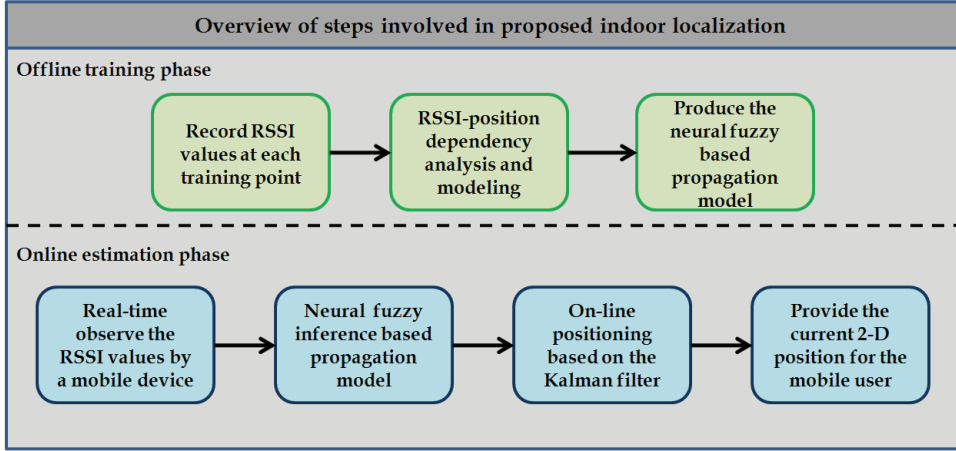 Overview of steps involved in proposed indoor localization
Offline training phase
Record RSSI
values at each
training point
RSSI-position
dependency
analysis and
modeling
Produce the
neural fuzzy
based
propagation
model
Online estimation phase
Real-time
observe the
RSSI values by
a mobile device
Neural fuzzy
inference based
propagation
model
On-line
positioning
based on the
Kalman filter
Provide the
current 2-D
position for the
mobile user